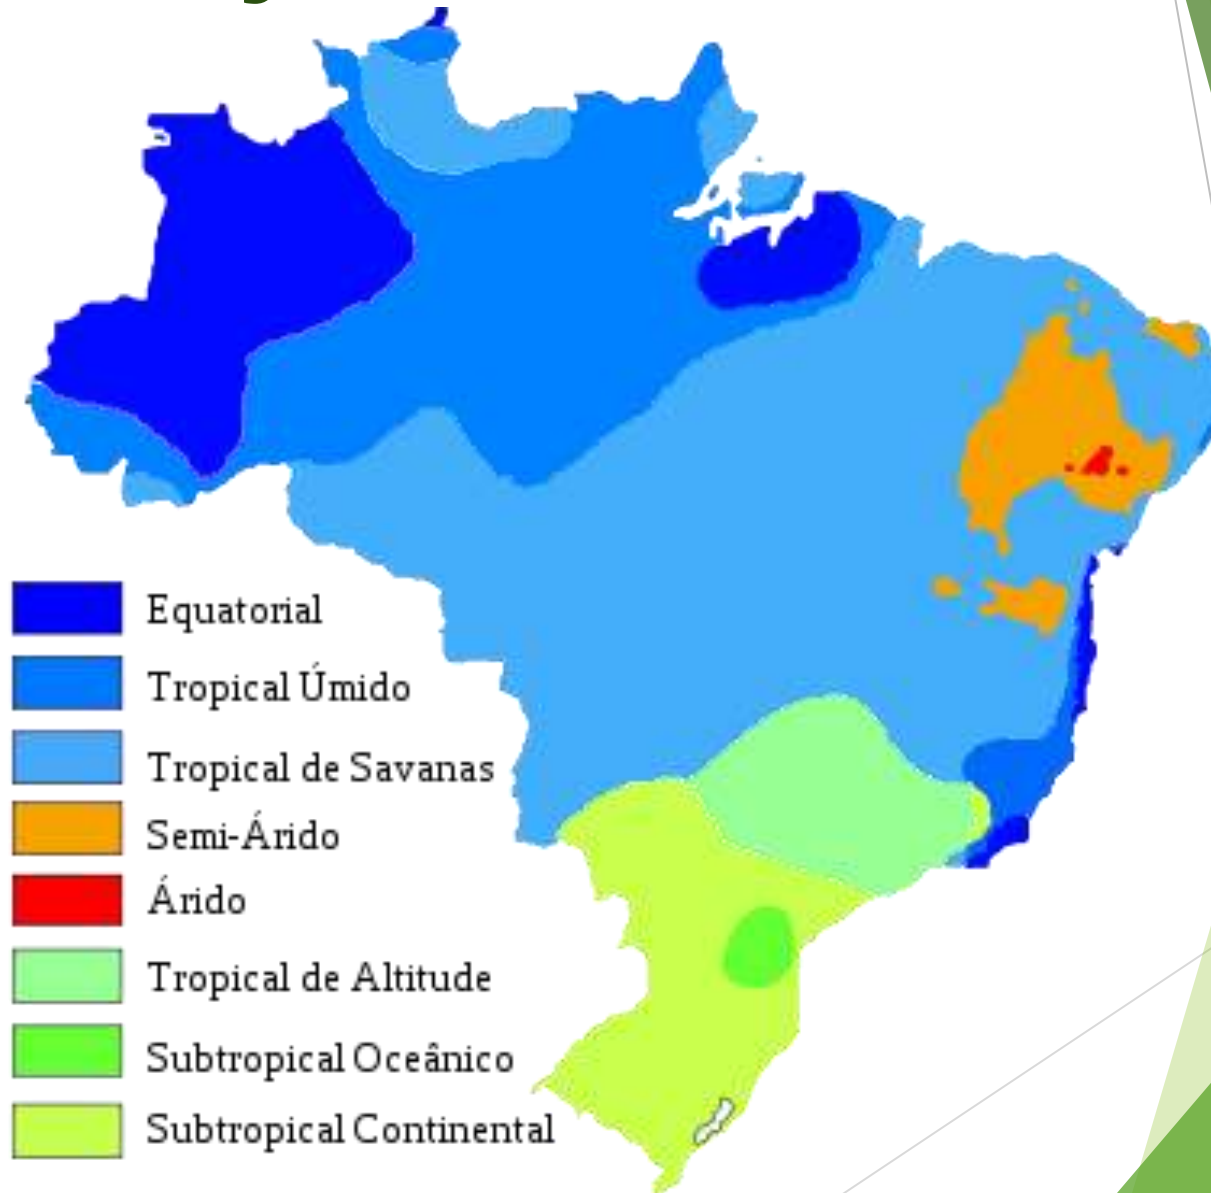 Equatorial
Tropical Úmido
Tropical de Savanas
Semi-Árido
Árido
Tropical de Altitude
Subtropical Oceânico
Subtropical Continental